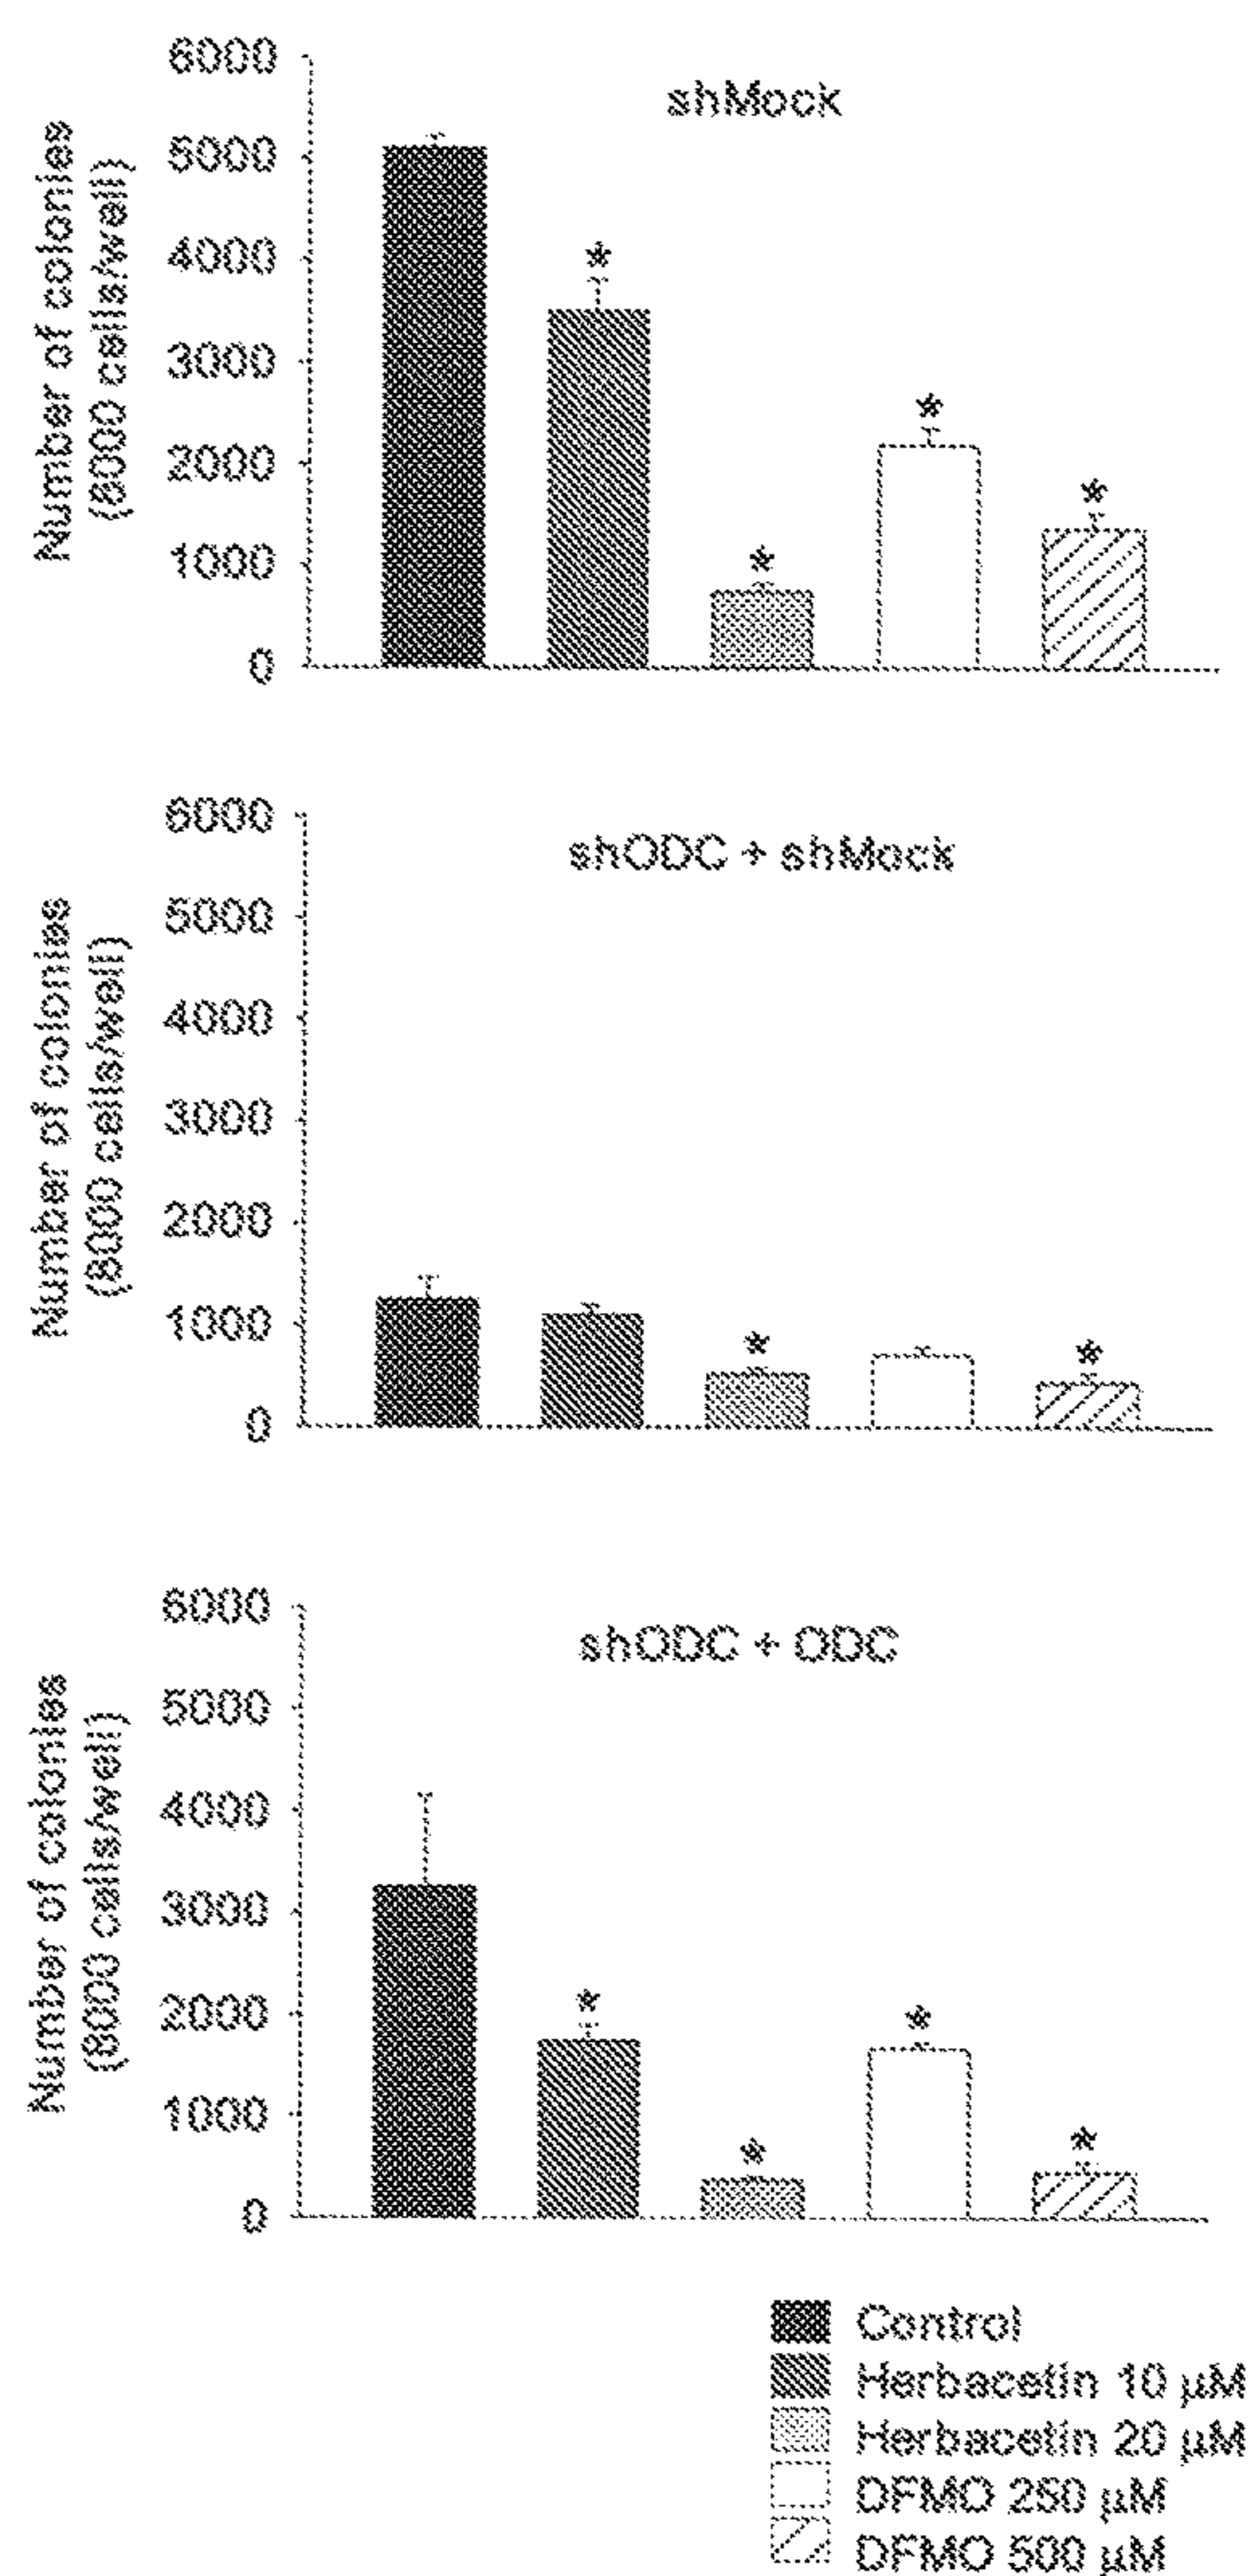 6000
shMock
5000
4000
3000
2000
1000
0
Number of colonies
(8000 cells/well)
*
*
*
*
6000
shODC + shMock
5000
4000
3000
2000
1000
0
Number of colonies
(8000 cells/well)
*
*
6000
shODC + ODC
5000
4000
3000
2000
1000
0
Number of colonies
(8000 cells/well)
*
*
*
*
Control
Herbacetin 10 µM
Herbacetin 20 µM
DFMO 250 µM
DFMO 500 µM